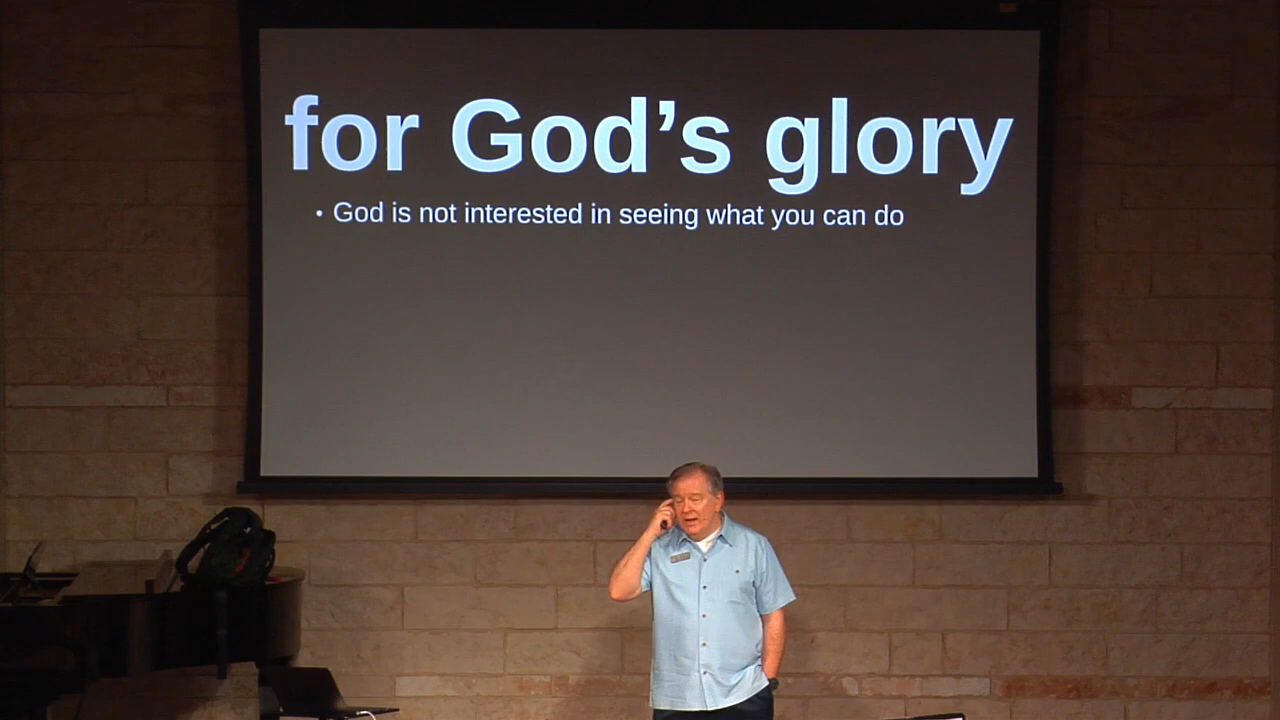 for God’s glory
• God is not interested in seeing what you can do